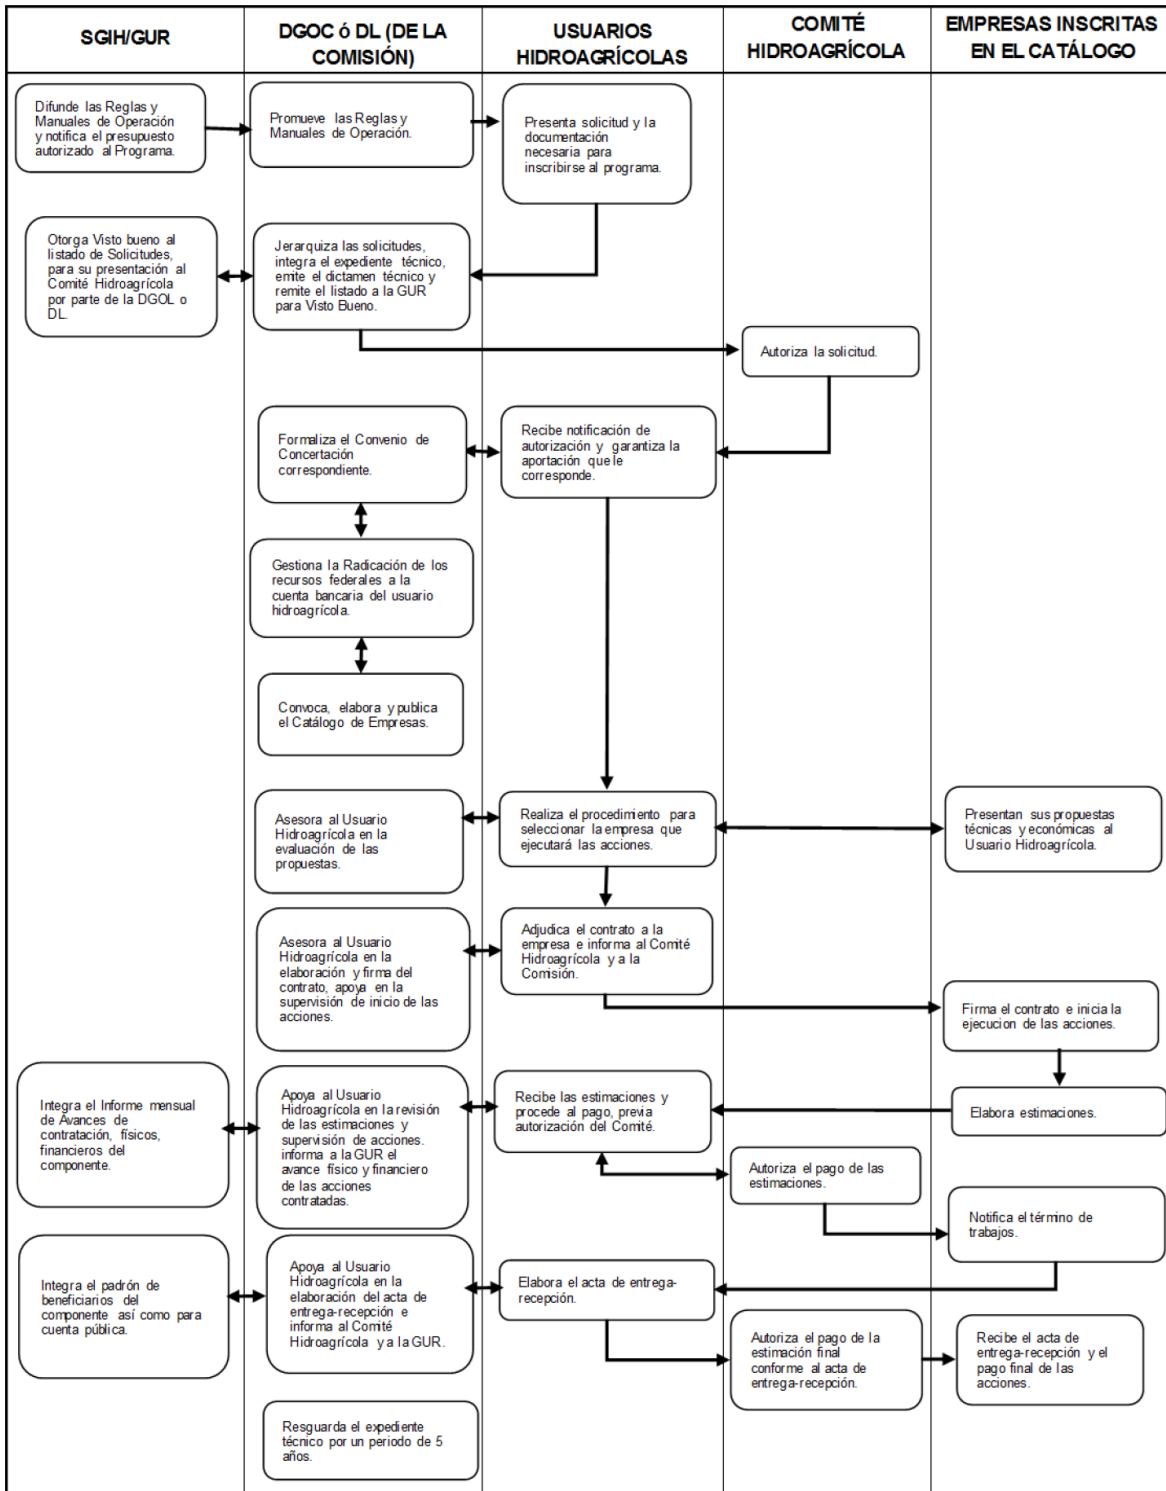 SGIH/GUR
DGOC ó DL (DE LA
COMISIÓN)
USUARIOS
HIDROAGRÍCOLAS
COMITÉ
HIDROAGRÍCOLA
EMPRESAS INSCRITAS
EN EL CATÁLOGO
Difunde las Reglas y
Manuales de Operación
y notifica el presupuesto
autorizado al Programa.
Promueve las Reglas y
Manuales de Operación.
Presenta solicitud y la
documentación
necesaria para
inscribirse al programa.
Otorga Visto bueno al
listado de Solicitudes,
para su presentación al
Comité Hidroagrícola
por parte de la DGOL o
DL.
Jerarquiza las solicitudes,
integra el expediente técnico,
emite el dictamen técnico y
remite el listado a la GUR
para Visto Bueno.
Autoriza la solicitud.
Formaliza el Convenio de
Concertación
correspondiente.
Recibe notificación de
autorización y garantiza la
aportación que le
corresponde.
Gestiona la Radicación de los
recursos federales a la
cuenta bancaria del usuario
hidroagrícola.
Convoca, elabora y publica
el Catálogo de Empresas.
Asesora al Usuario
Hidroagrícola en la
evaluación de las
propuestas.
Realiza el procedimiento para
seleccionar la empresa que
ejecutará las acciones.
Presentan sus propuestas
técnicas y económicas al
Usuario Hidroagrícola.
Asesora al Usuario
Hidroagrícola en la
elaboración y firma del
contrato, apoya en la
supervisión de inicio de las
acciones.
Adjudica el contrato a la
empresa e informa al Comité
Hidroagrícola y a la
Comisión.
Firma el contrato e inicia la
ejecucion de las acciones.
Integra el Informe mensual
de Avances de
contratación, físicos,
financieros del
componente.
Apoya al Usuario
Hidroagrícola en la revisión
de las estimaciones y
supervisión de acciones.
informa a la GUR el
avance físico y financiero
de las acciones
contratadas.
Recibe las estimaciones y
procede al pago, previa
autorización del Comité.
Elabora estimaciones.
Autoriza el pago de las
estimaciones.
Notifica el término de
trabajos.
Integra el padrón de
beneficiarios del
componente así como para
cuenta pública.
Apoya al Usuario
Hidroagrícola en la
elaboración del acta de
entrega-recepción e
informa al Comité
Hidroagrícola y a la GUR.
Elabora el acta de entrega-
recepción.
Autoriza el pago de la
estimación final
conforme al acta de
entrega-recepción.
Recibe el acta de
entrega-recepción y el
pago final de las
acciones.
Resguarda el expediente
técnico por un periodo de 5
años.